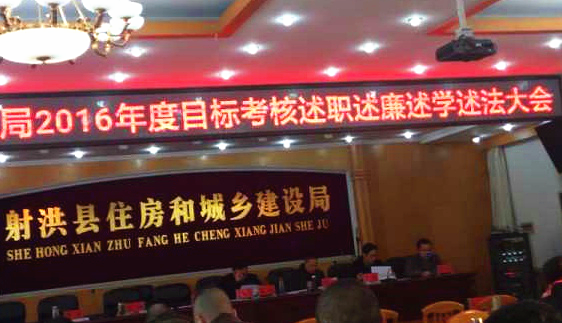 局2016年度目标考核述职述廉述学述法大会
射洪县住房和城乡建设局
SHE HONG XIAN ZHU FANG HE CHENG XIANG JIAN SHE JU